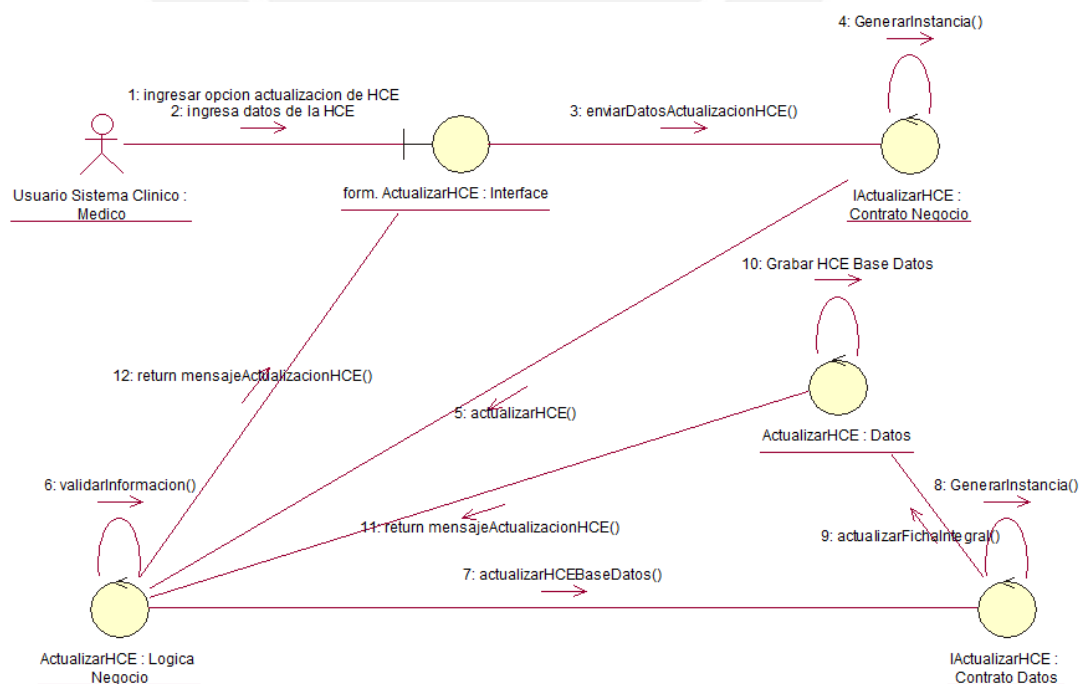 4: GenerarInstancia()
1: ingresar opcion actualizacion de HCE
2: ingresa datos de la HCE
3: enviarDatosActualizacionHCE()
Usuario Sistema Clinico :
Medico
form. ActualizarHCE : Interface
IActualizarHCE :
Contrato Negocio
10: Grabar HCE Base Datos
12: return mensajeActualizacionHCE()
5: actualizarHCE()
ActualizarHCE : Datos
6: validarInformacion()
8: GenerarInstancia()
11: return mensajeActualizacionHCE()
9: actualizarFichaIntegral()
7: actualizarHCEBaseDatos()
ActualizarHCE : Logica
Negocio
IActualizarHCE :
Contrato Datos